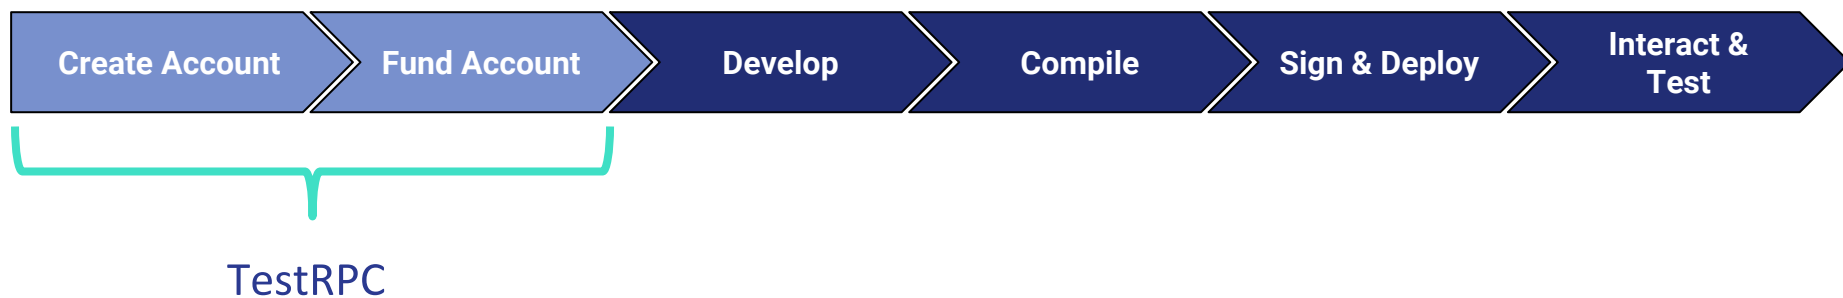 Create Account
Fund Account
Develop
Compile
Sign & Deploy
Interact &
Test
TestRPC